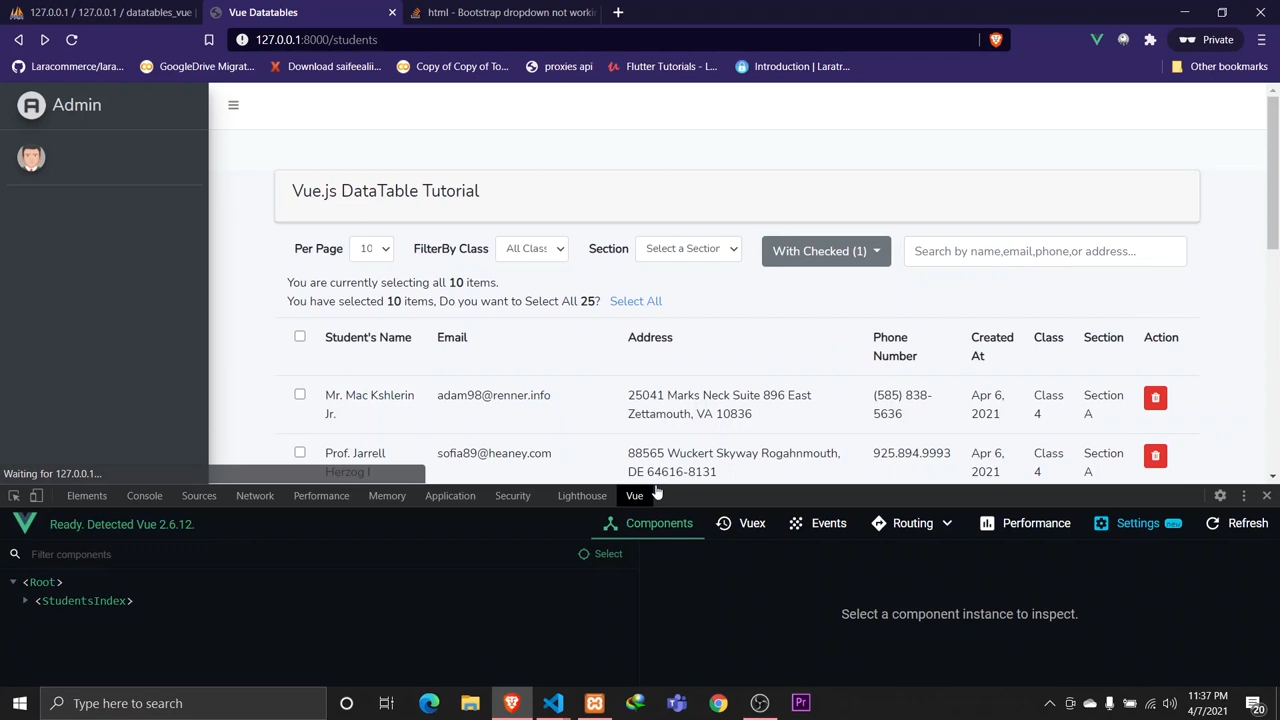 127.0.0.1 / 127.0.0.1 / datatables_vue
Vue Datatables
html - Bootstrap dropdown not worki
127.0.0.1:8000/students
Private
Laracommerce/lara...
GoogleDrive Migrat...
Download saifeealii...
Copy of Copy of To...
proxies api
Flutter Tutorials - L...
Introduction | Laratr...
Other bookmarks
Admin
Vue.js DataTable Tutorial
Per Page
10
FilterBy Class
All Class
Section
Select a Section
With Checked (1)
Search by name,email,phone,or address...
You are currently selecting all 10 items.
You have selected 10 items, Do you want to Select All 25? Select All
Student's Name
Email
Address
Phone
Number
Created
At
Class
Section
Action
Mr. Mac Kshlerin
Jr.
adam98@renner.info
25041 Marks Neck Suite 896 East
Zettamouth, VA 10836
(585) 838-
5636
Apr 6,
2021
Class
4
Section
A
Prof. Jarrell
Herzog I
sofia89@heaney.com
88565 Wuckert Skyway Rogahnmouth,
DE 64616-8131
925.894.9993
Apr 6,
2021
Class
4
Section
A
Waiting for 127.0.0.1...
Elements
Console
Sources
Network
Performance
Memory
Application
Security
Lighthouse
Vue
Ready. Detected Vue 2.6.12.
Components
Vuex
Events
Routing
Performance
Settings new
Refresh
Filter components
Select
<Root>
<StudentsIndex>
Select a component instance to inspect.
Type here to search
11:37 PM
4/7/2021
20